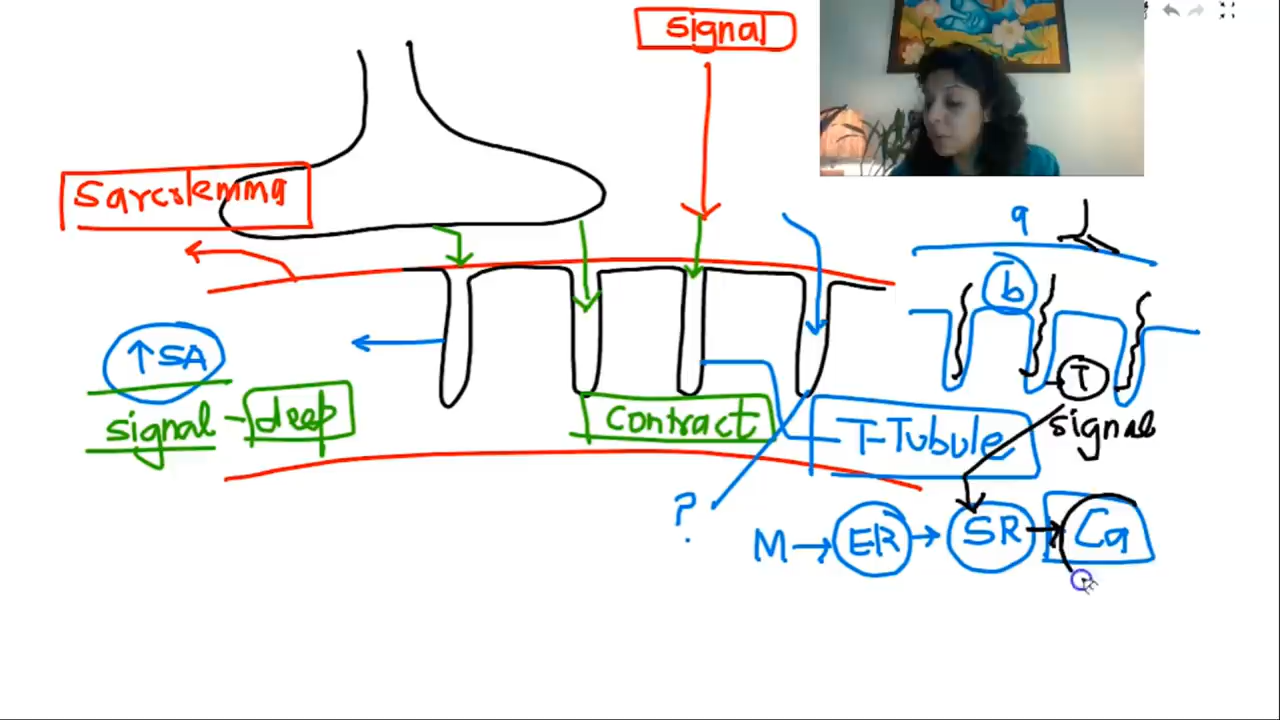 signal
Sarcolemma
a
b
↑SA
T
signal - deep
contract
T-Tubule
signal
?
M → ER → SR → Ca